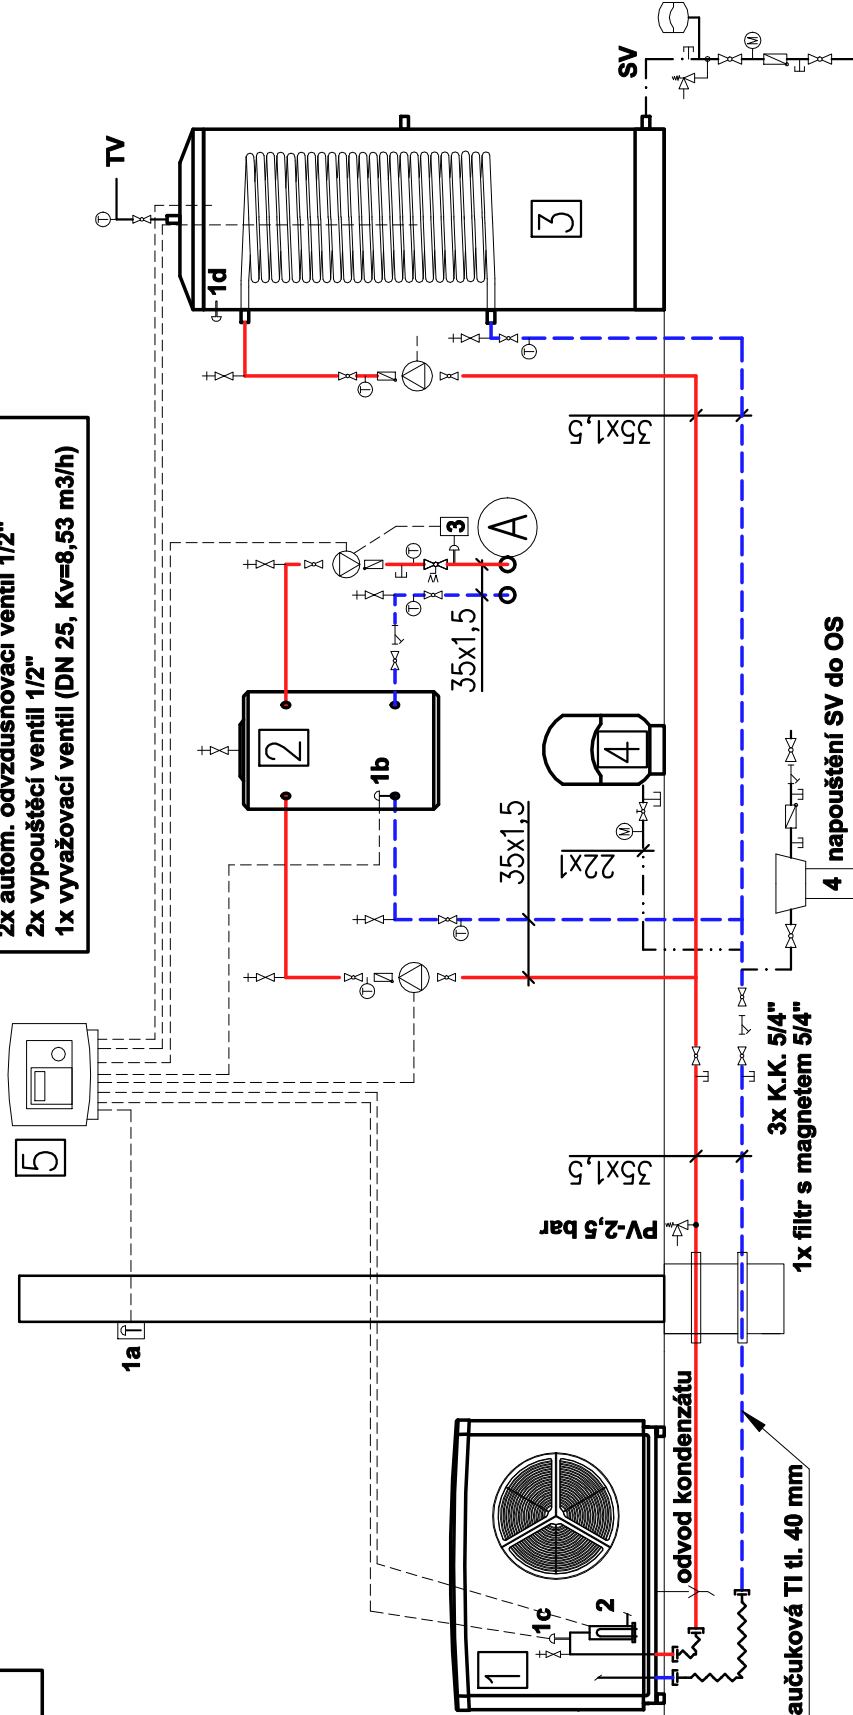 2x autom. odvzdušňovací ventil 1/2"
2x vypouštěcí ventil 1/2"
1x vyvažovací ventil (DN 25, Kv=8,53 m3/h)
5
1a
1
1c
2
odvod kondenzátu
aučuková TI tl. 40 mm
PV-2,5 bar
35x1,5
3x K.K. 5/4"
1x filtr s magnetem 5/4"
T
T
35x1,5
2
1b
T
T
35x1,5
3
A
M
22x1
4
4
napouštění SV do OS
T
T
35x1,5
1d
3
T
TV
SV
M